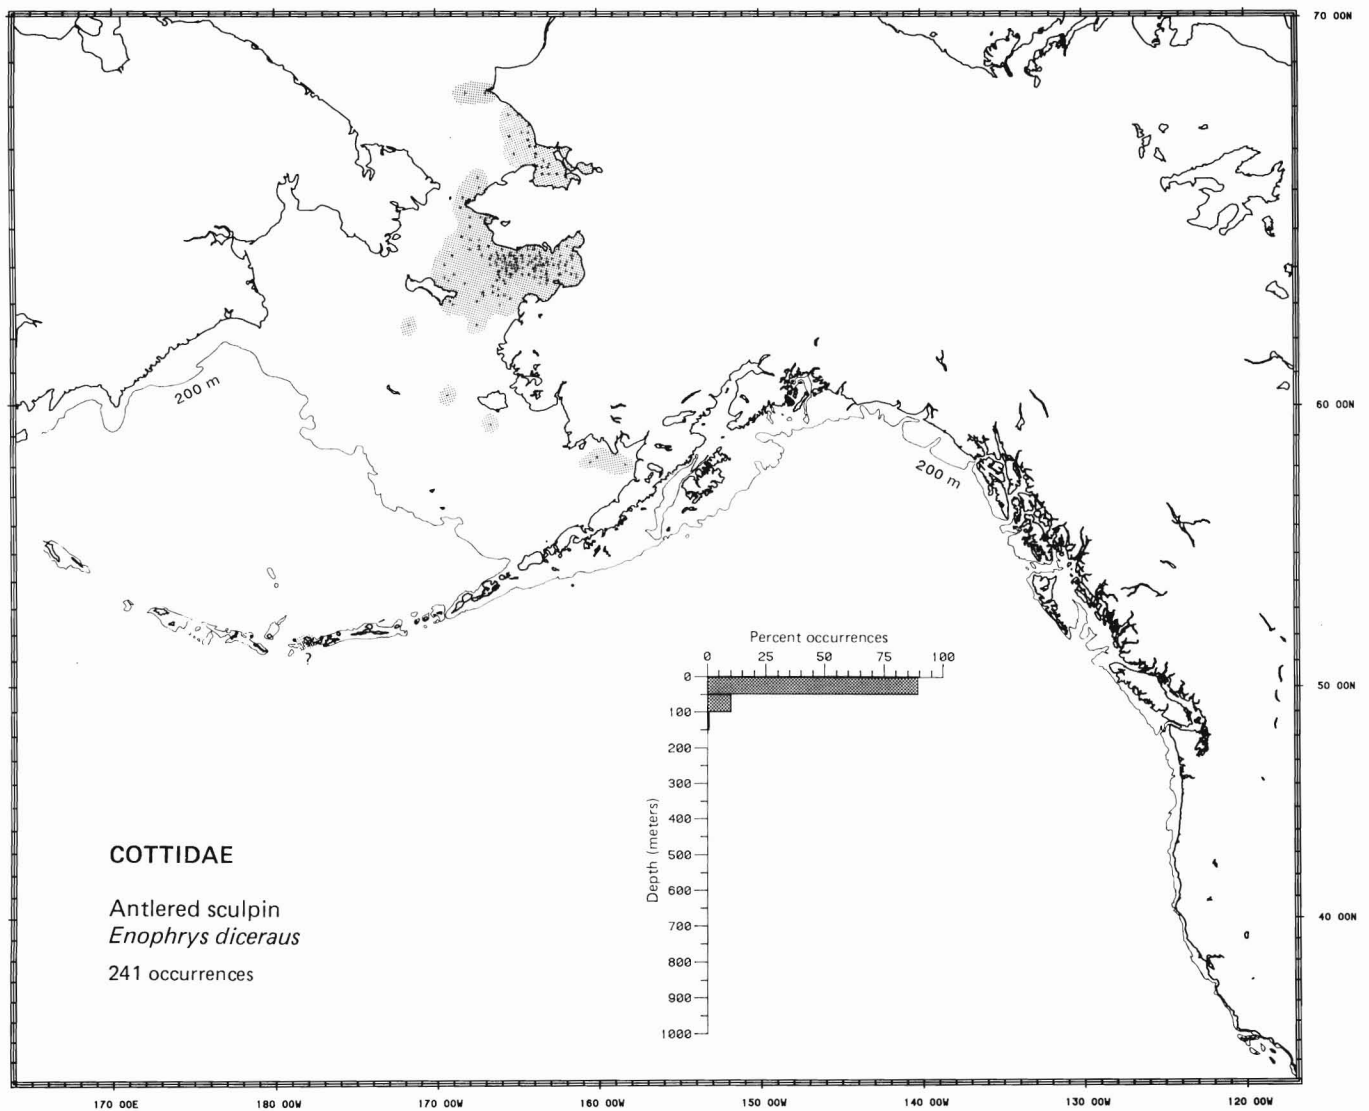 70 00N
200 m
60 00N
200 m
?
Percent occurrences
0 25 50 75 100
0
100
200
300
400
500
600
700
800
900
1000
Depth (meters)
50 00N
40 00N
COTTIDAE
Antlered sculpin
Enophrys diceraus
241 occurrences
170 00E 180 00W 170 00W 160 00W 150 00W 140 00W 130 00W 120 00W